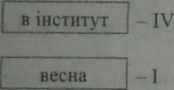 в інститут – IV
весна – I